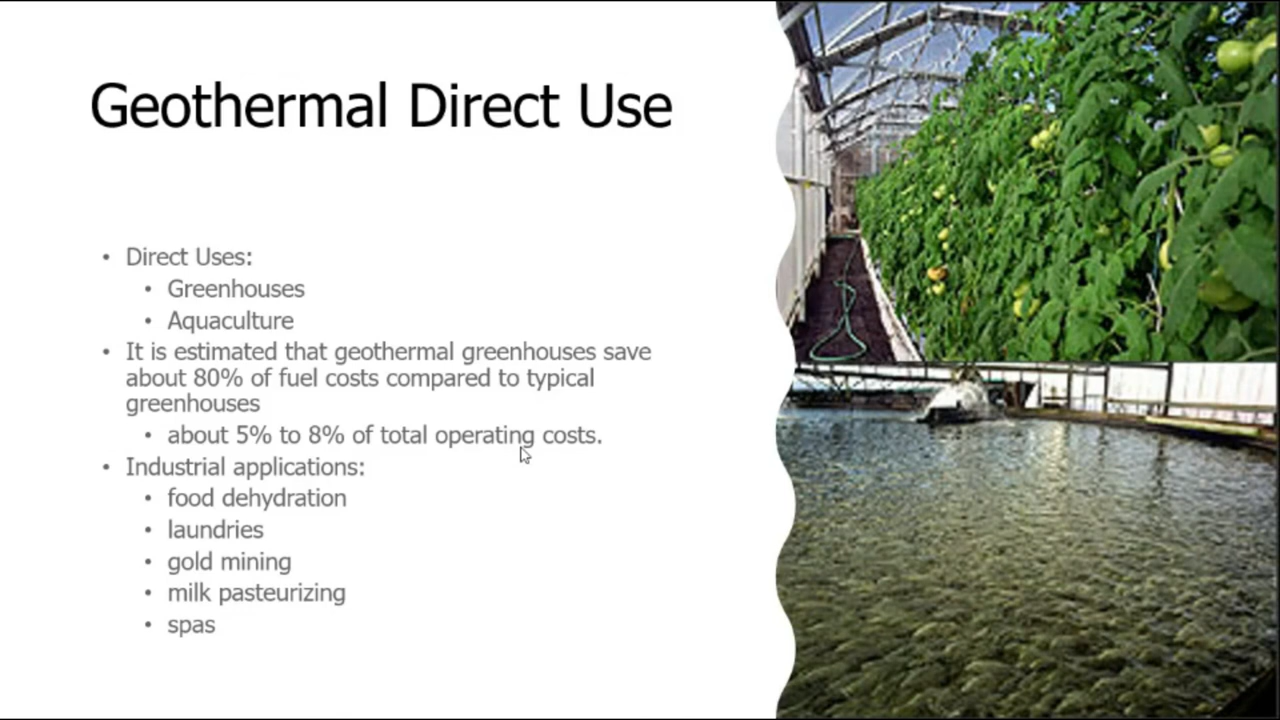 Geothermal Direct Use
• Direct Uses:
• Greenhouses
• Aquaculture
• It is estimated that geothermal greenhouses save
about 80% of fuel costs compared to typical
greenhouses
• about 5% to 8% of total operating costs.
• Industrial applications:
• food dehydration
• laundries
• gold mining
• milk pasteurizing
• spas